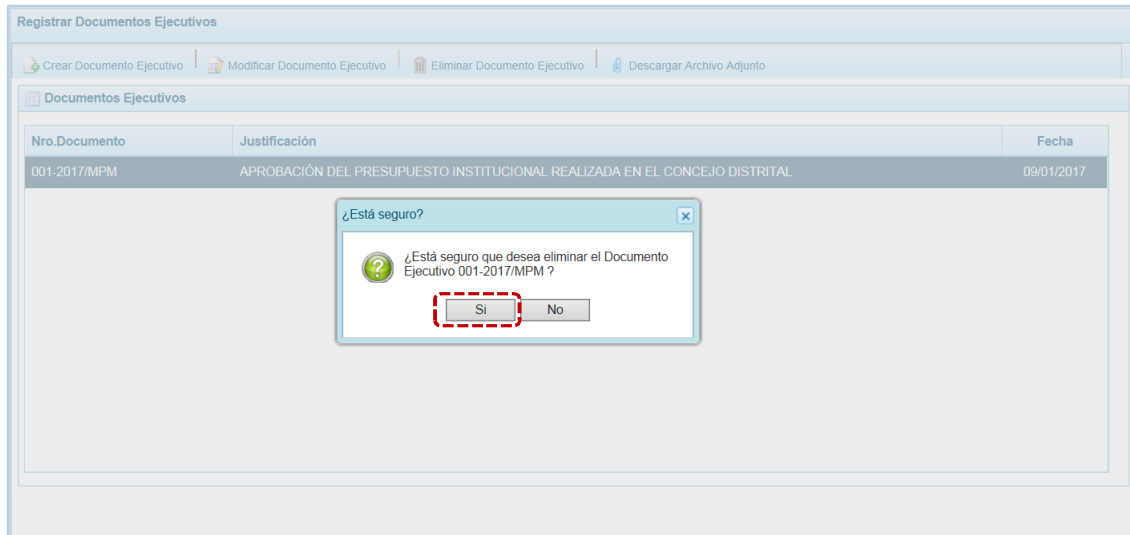 Registrar Documentos Ejecutivos
Crear Documento Ejecutivo Modificar Documento Ejecutivo Eliminar Documento Ejecutivo Descargar Archivo Adjunto
Documentos Ejecutivos
Nro.Documento Justificación Fecha
001-2017/MPM APROBACIÓN DEL PRESUPUESTO INSTITUCIONAL REALIZADA EN EL CONCEJO DISTRITAL 09/01/2017
¿Está seguro?
¿Está seguro que desea eliminar el Documento
Ejecutivo 001-2017/MPM ?
Si No